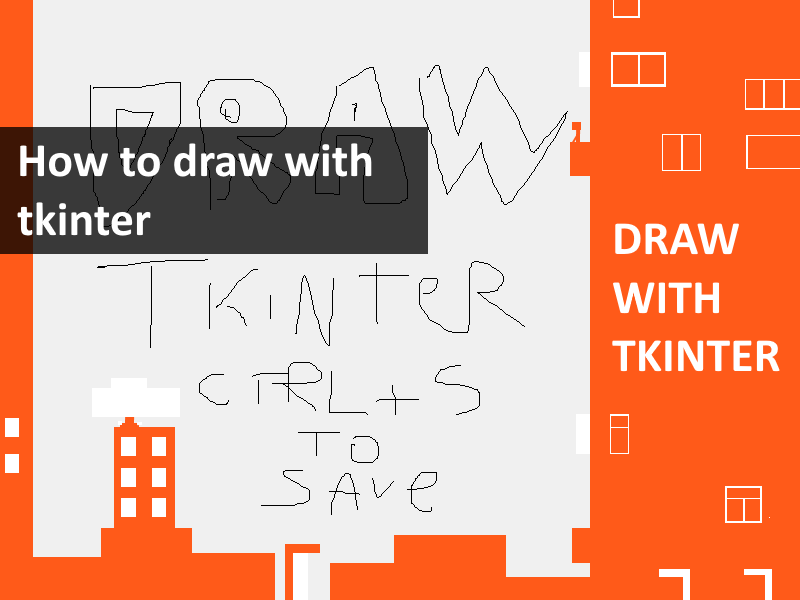 DRAW
How to draw with
tkinter
DRAW
WITH
TKINTER
TKINTER
CTRL+S
TO
SAVE